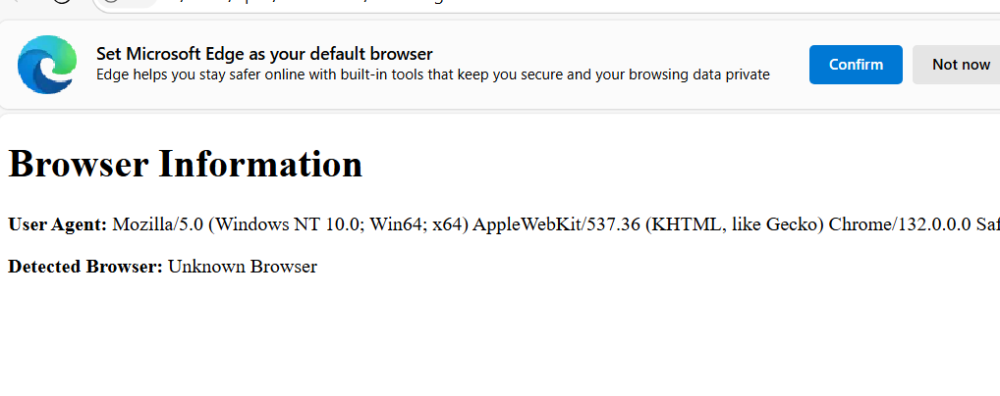 Set Microsoft Edge as your default browser
Edge helps you stay safer online with built-in tools that keep you secure and your browsing data private
Confirm
Not now
Browser Information
User Agent: Mozilla/5.0 (Windows NT 10.0; Win64; x64) AppleWebKit/537.36 (KHTML, like Gecko) Chrome/132.0.0.0 Saf
Detected Browser: Unknown Browser